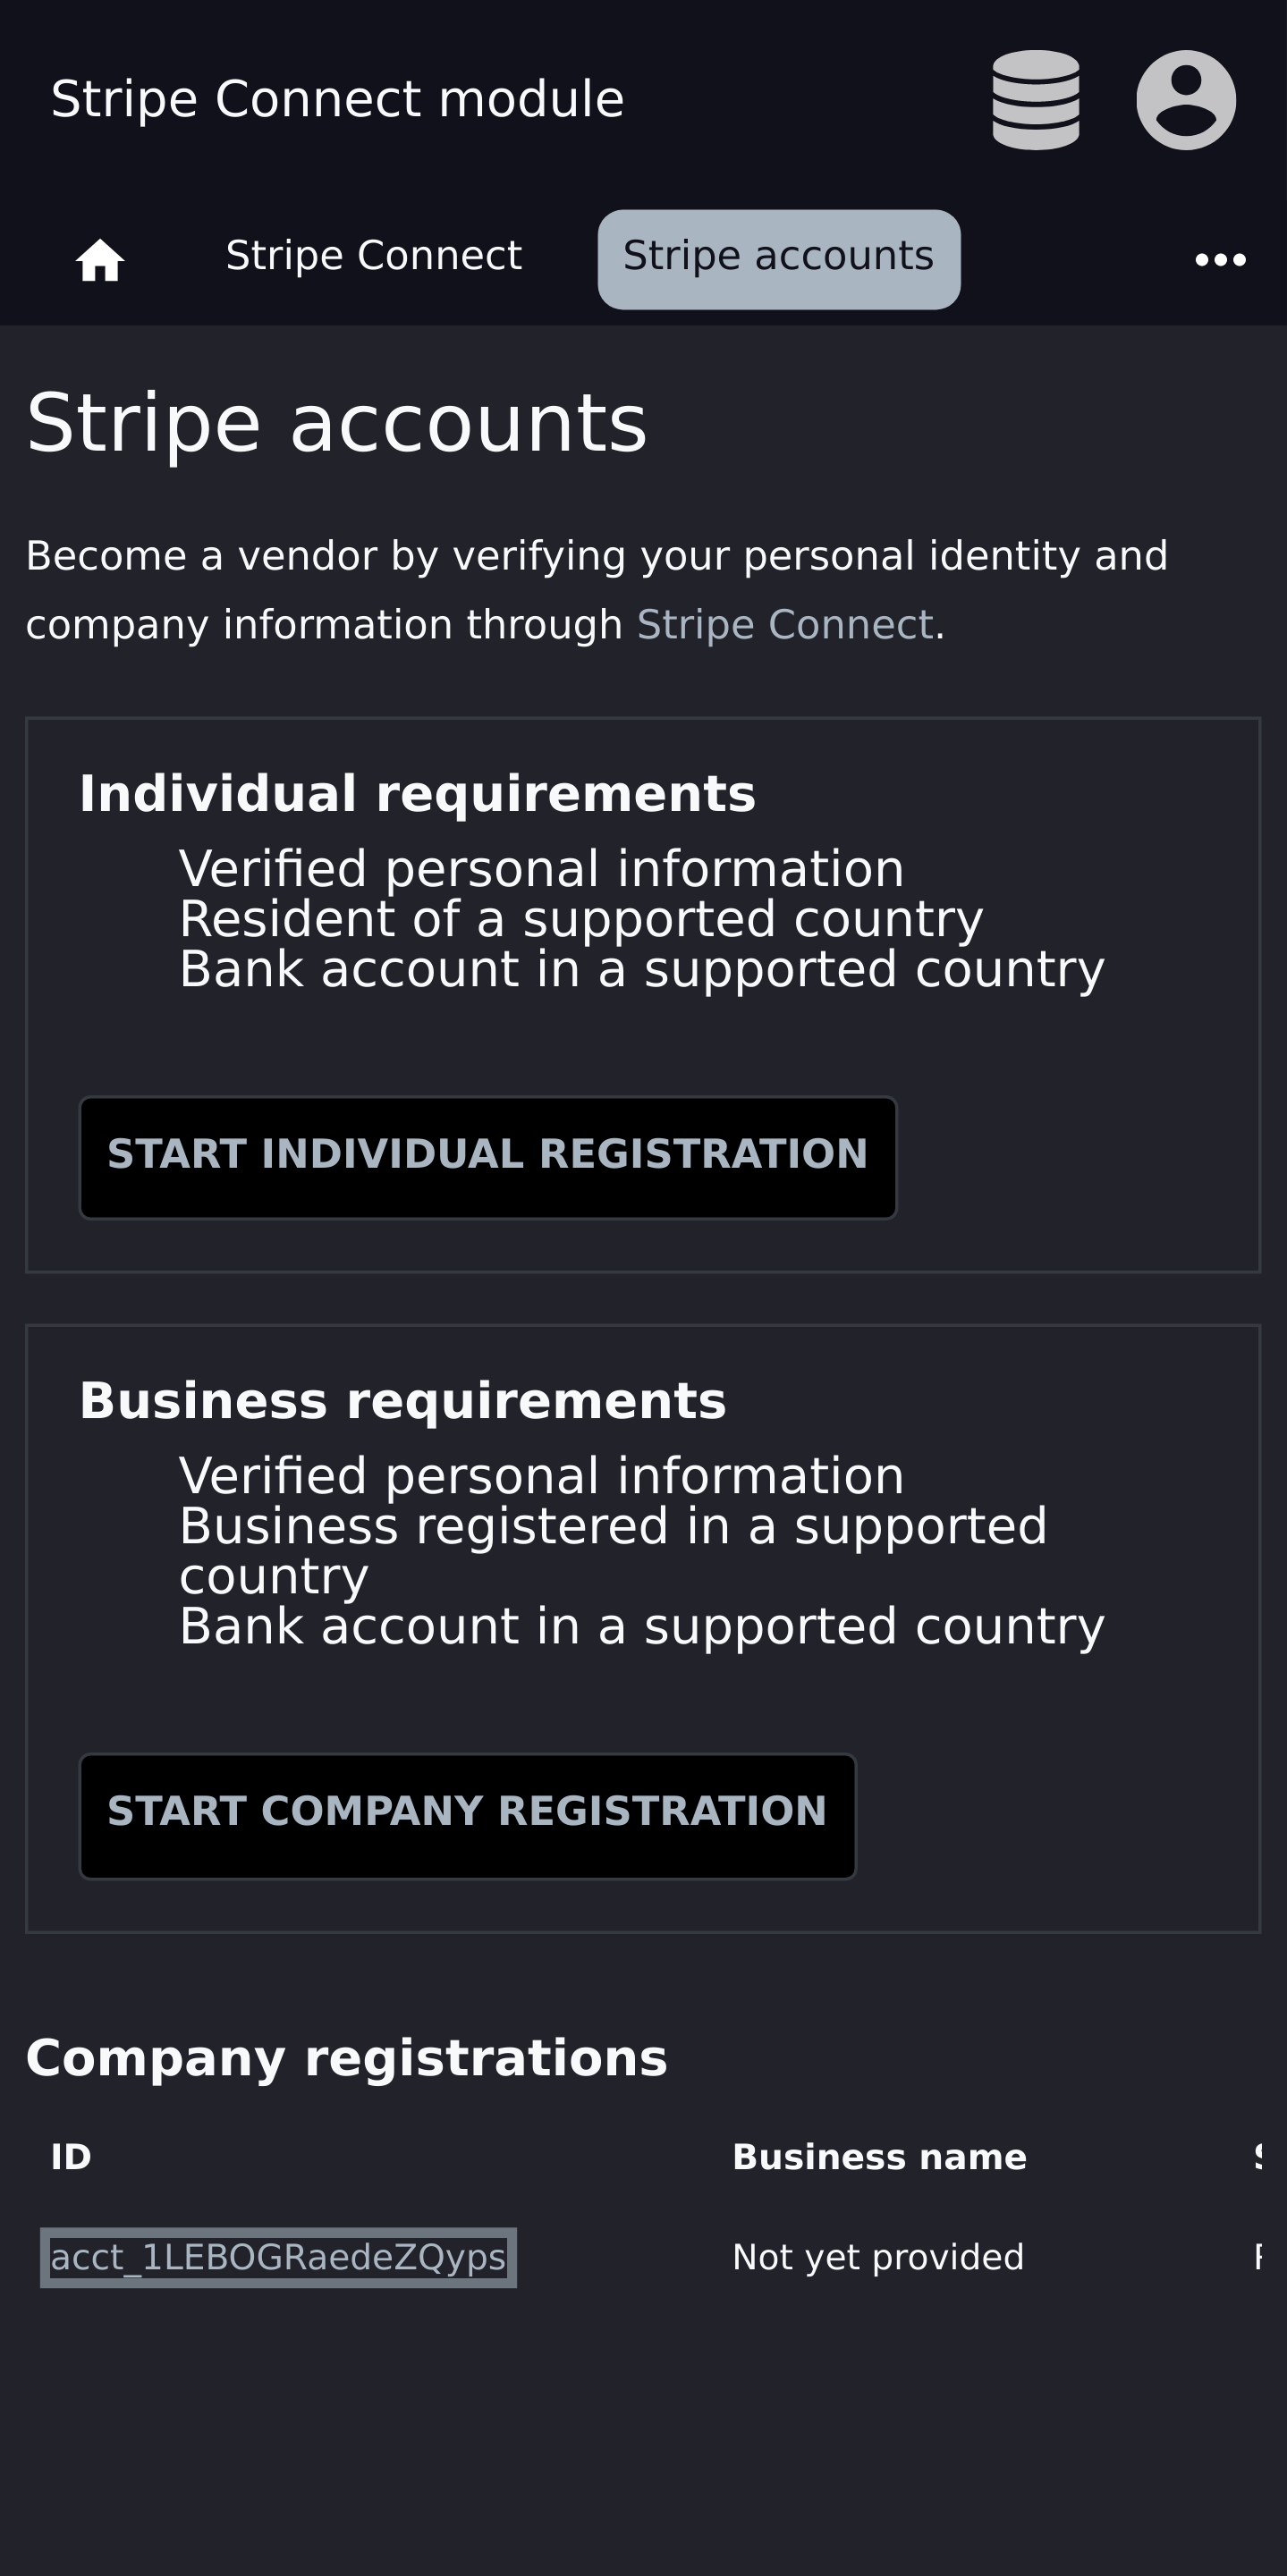 Stripe Connect module
Stripe Connect
Stripe accounts
Stripe accounts
Become a vendor by verifying your personal identity and
company information through Stripe Connect.
Individual requirements
Verified personal information
Resident of a supported country
Bank account in a supported country
START INDIVIDUAL REGISTRATION
Business requirements
Verified personal information
Business registered in a supported
country
Bank account in a supported country
START COMPANY REGISTRATION
Company registrations
ID Business name
acct_1LEBOGRaedeZQyps Not yet provided